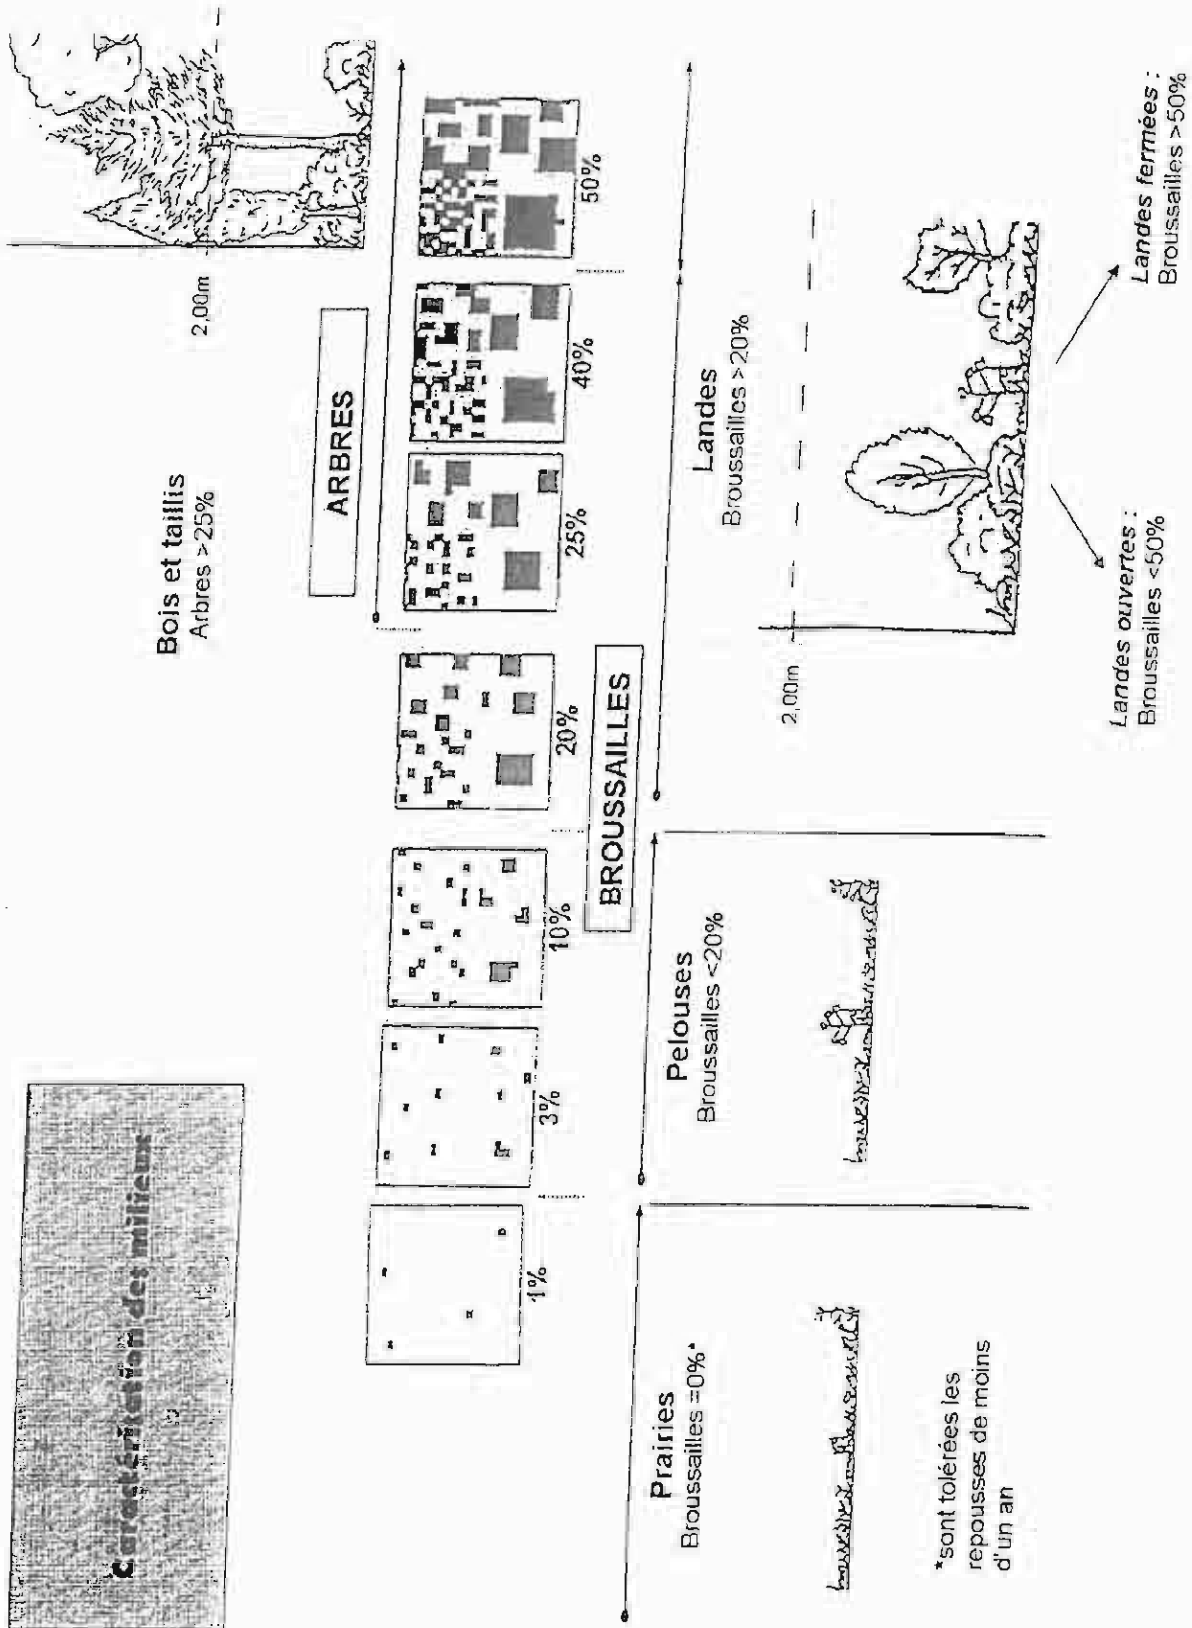 Caractéritation des milieux
Bois et taillis
Arbres >25%
2,00m
ARBRES
1%
3%
10%
20%
25%
40%
50%
BROUSSAILLES
Prairies
Broussailles =0%*
Pelouses
Broussailles <20%
Landes
Broussailles >20%
2,00m
*sont tolérées les
repousses de moins
d'un an
Landes ouvertes :
Broussailles <50%
Landes fermées :
Broussailles >50%